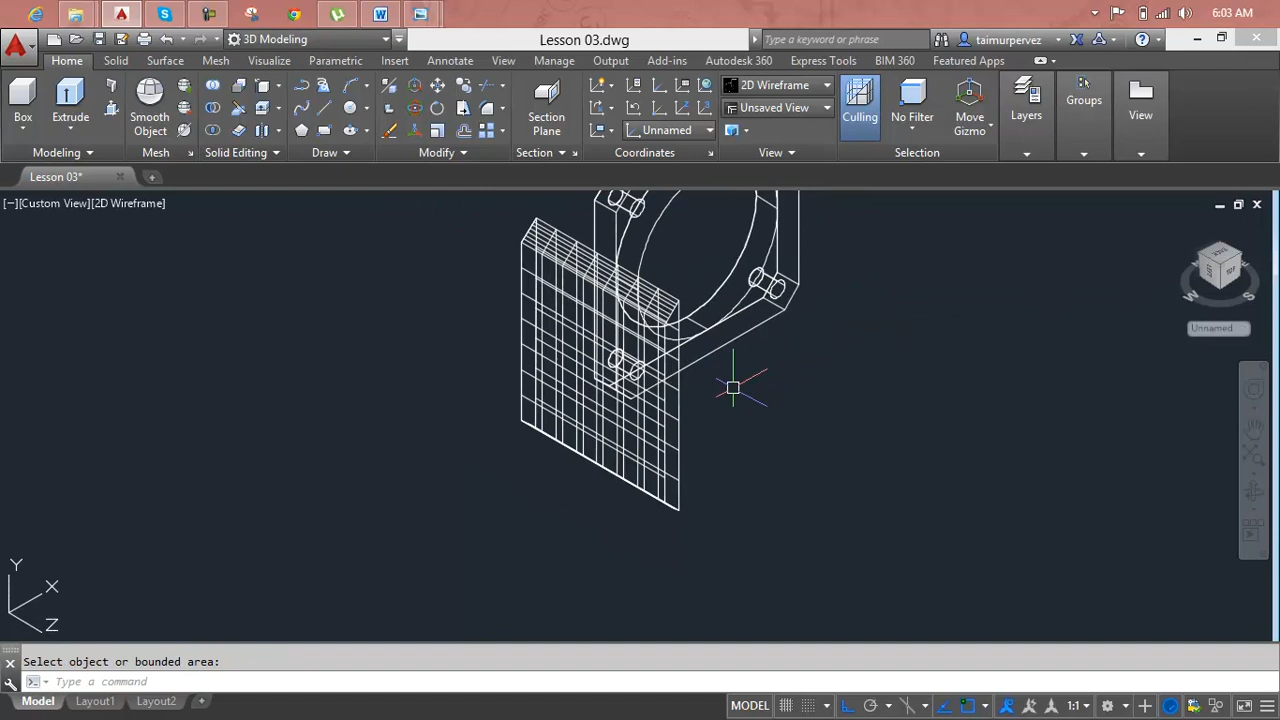 6:03 AM
3D Modeling
Lesson 03.dwg
Type a keyword or phrase
taimurpervez
Home Solid Surface Mesh Visualize Parametric Insert Annotate View Manage Output Add-ins Autodesk 360 Express Tools BIM 360 Featured Apps
2D Wireframe
Unsaved View
Unnamed
Box
Extrude
Smooth Object
Section Plane
Culling
No Filter
Move Gizmo
Layers
Groups
View
Modeling
Mesh
Solid Editing
Draw
Modify
Section
Coordinates
View
Selection
Lesson 03*
[−][Custom View][2D Wireframe]
W
S
Unnamed
Y
X
Z
Select object or bounded area:
Type a command
Model Layout1 Layout2
MODEL
1:1